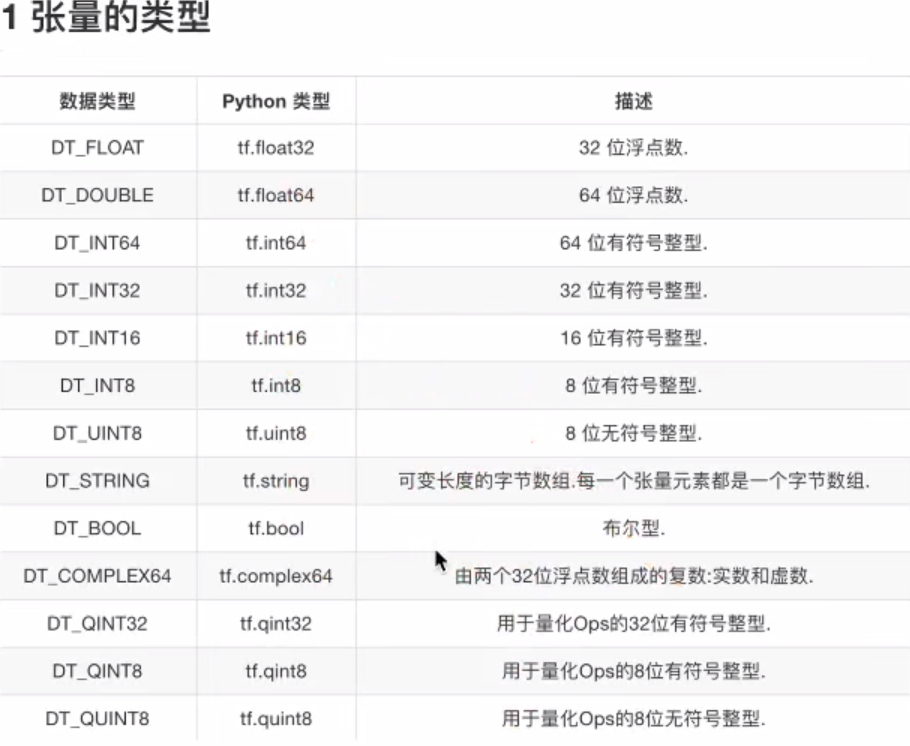 1 张量的类型
数据类型 Python 类型 描述
DT_FLOAT tf.float32 32 位浮点数.
DT_DOUBLE tf.float64 64 位浮点数.
DT_INT64 tf.int64 64 位有符号整型.
DT_INT32 tf.int32 32 位有符号整型.
DT_INT16 tf.int16 16 位有符号整型.
DT_INT8 tf.int8 8 位有符号整型.
DT_UINT8 tf.uint8 8 位无符号整型.
DT_STRING tf.string 可变长度的字节数组.每一个张量元素都是一个字节数组.
DT_BOOL tf.bool 布尔型.
DT_COMPLEX64 tf.complex64 由两个32位浮点数组成的复数:实数和虚数.
DT_QINT32 tf.qint32 用于量化Ops的32位有符号整型.
DT_QINT8 tf.qint8 用于量化Ops的8位有符号整型.
DT_QUINT8 tf.quint8 用于量化Ops的8位无符号整型.